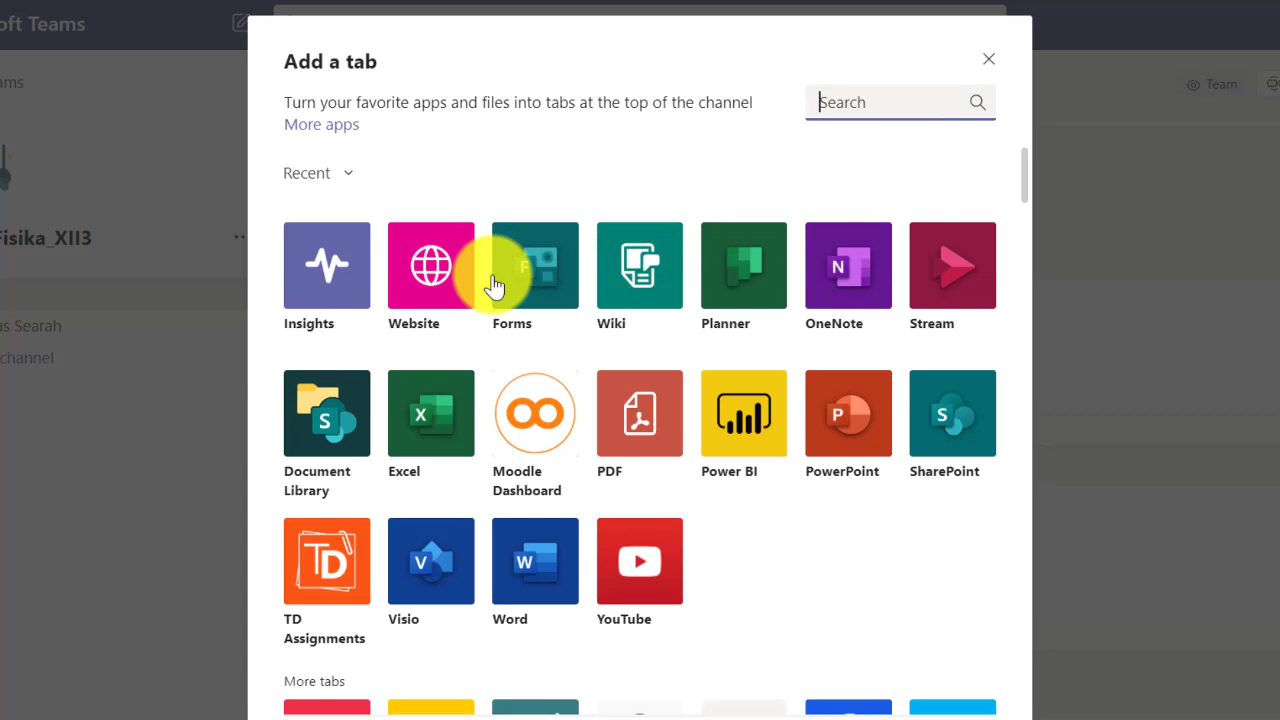 oft Teams
Add a tab
Turn your favorite apps and files into tabs at the top of the channel
More apps
Search
ams
Team
Recent
Fisika_XII3
Insights
Website
Forms
Wiki
Planner
OneNote
Stream
us Searah
channel
Document
Library
Excel
Moodle
Dashboard
PDF
Power BI
PowerPoint
SharePoint
TD
Assignments
Visio
Word
YouTube
More tabs